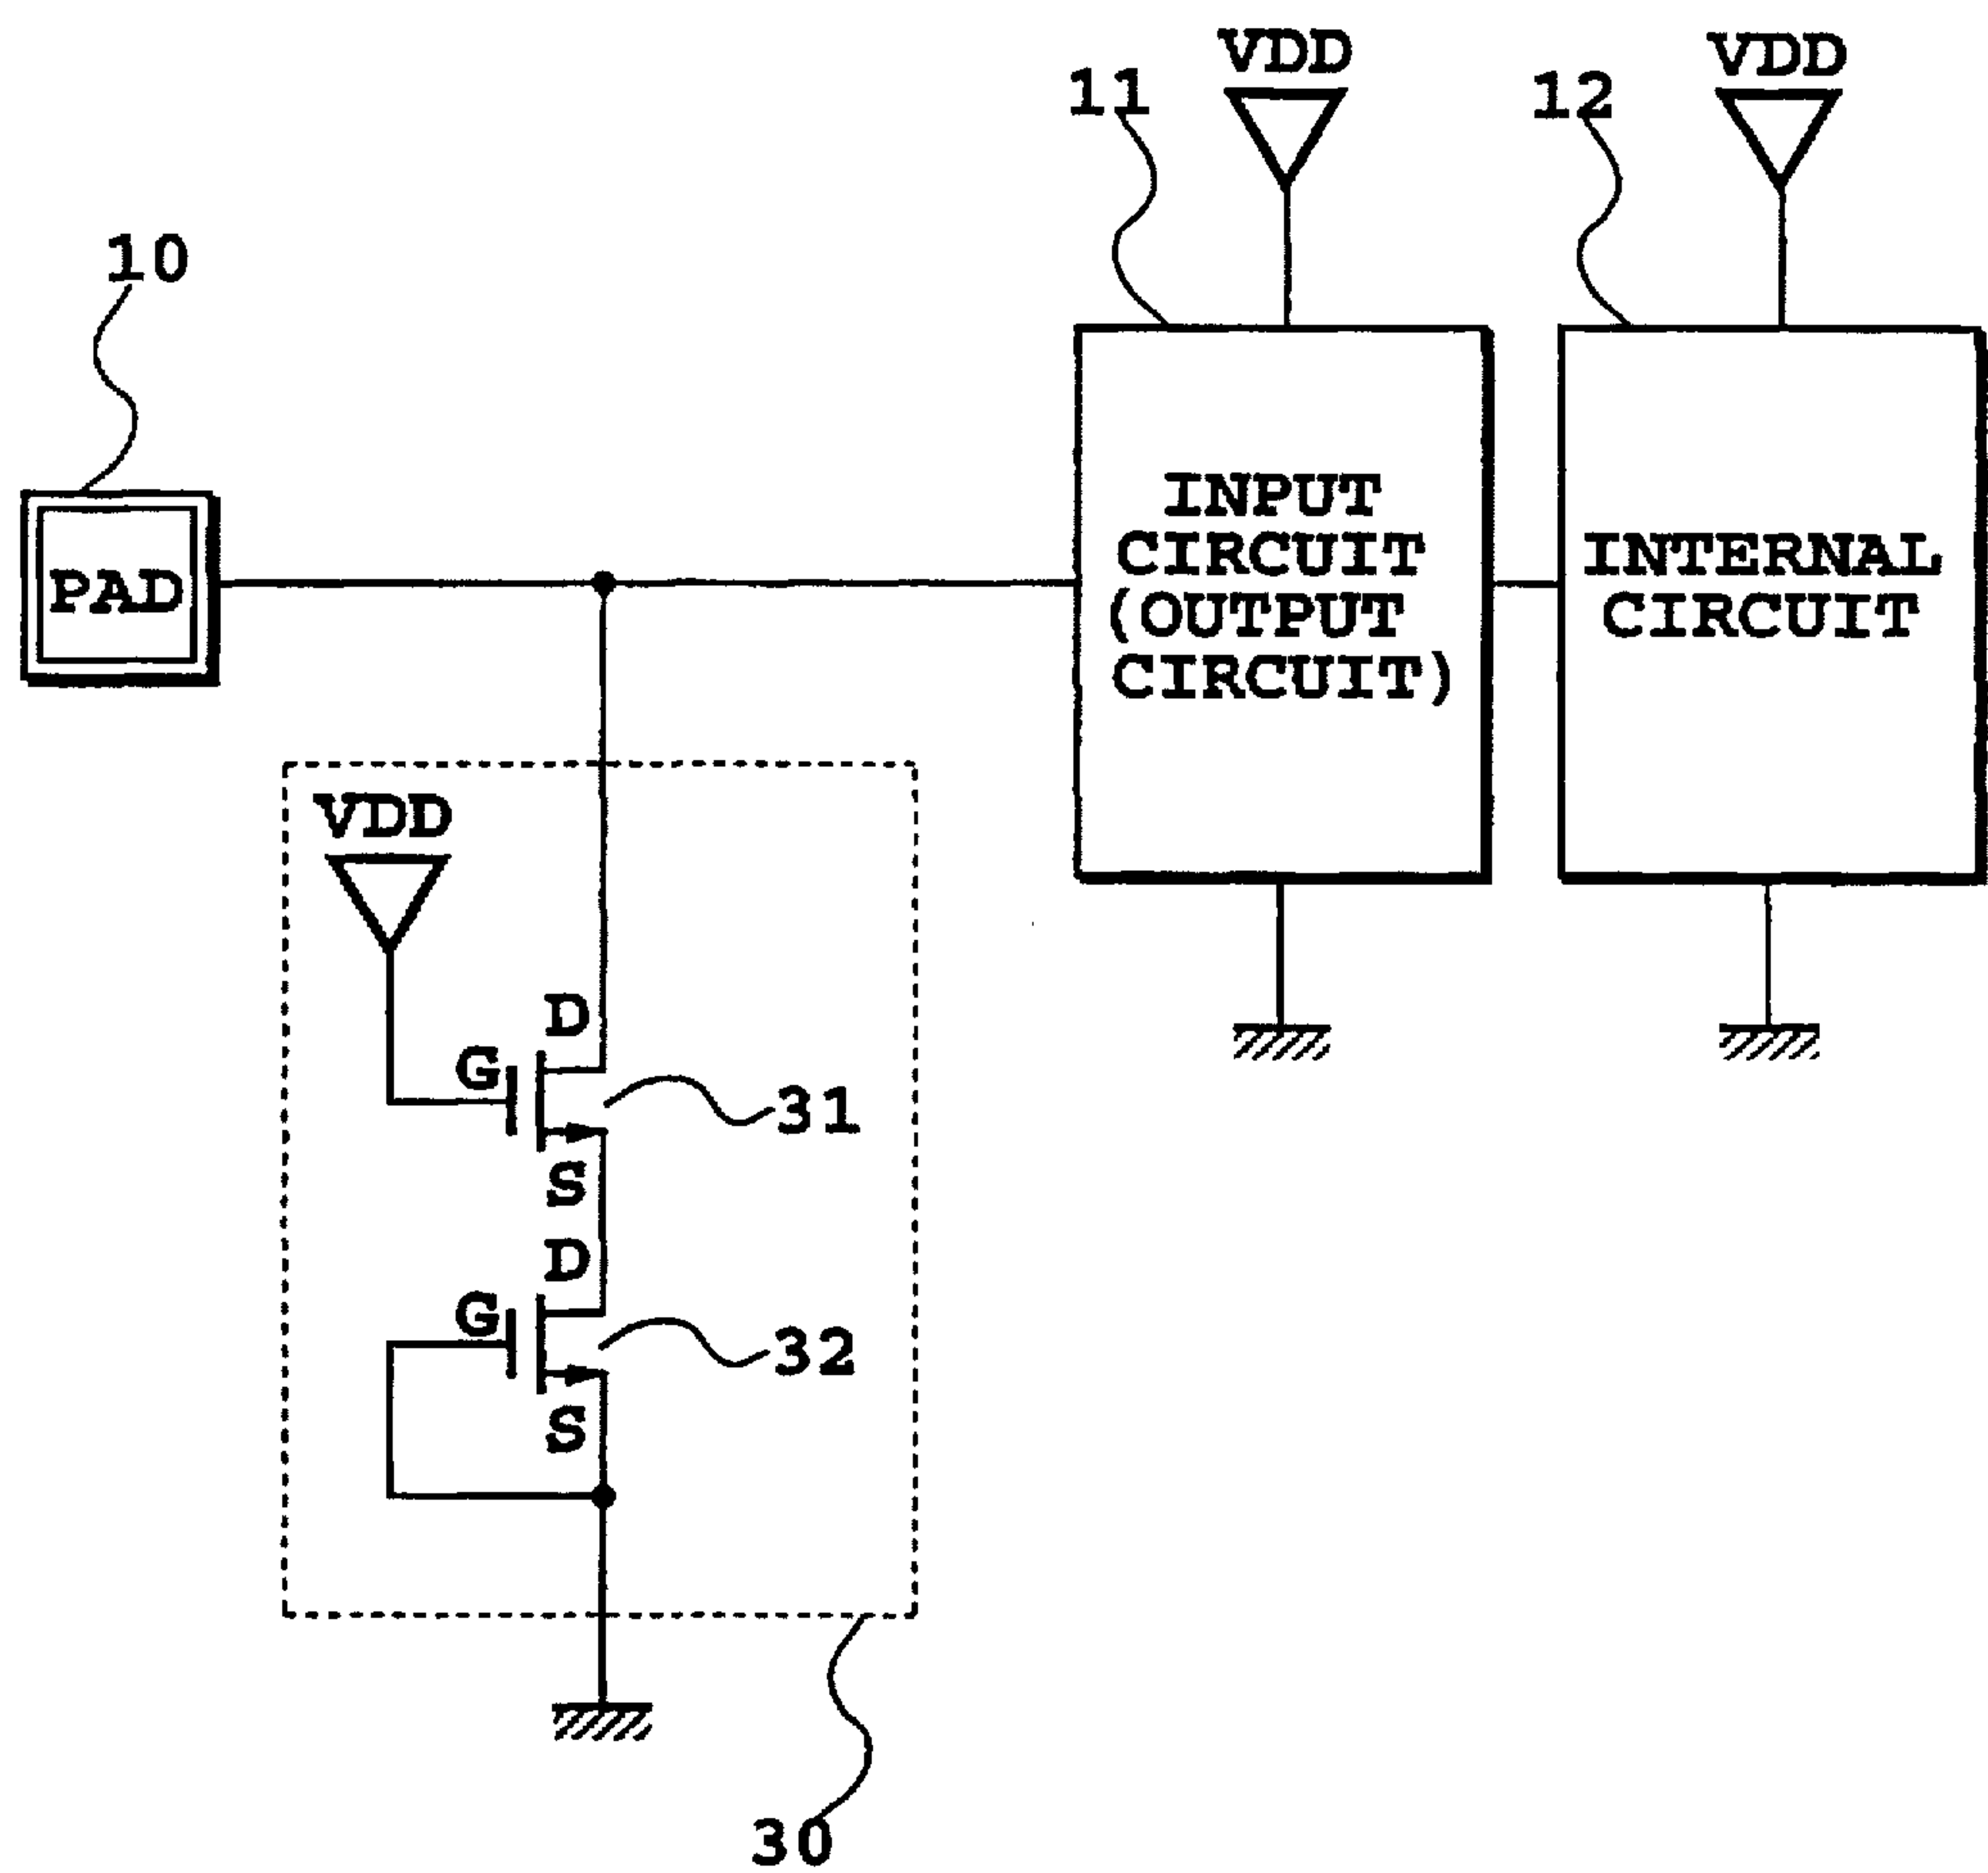 VDD
VDD
11
12
10
PAD
INPUT
CIRCUIT
(OUTPUT
CIRCUIT)
INTERNAL
CIRCUIT
VDD
D
G
31
S
D
G
32
S
30